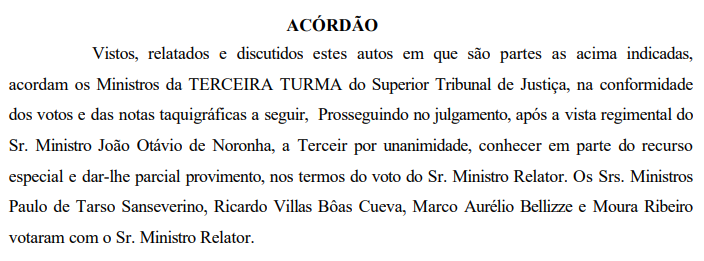 ACÓRDÃO
Vistos, relatados e discutidos estes autos em que são partes as acima indicadas,
acordam os Ministros da TERCEIRA TURMA do Superior Tribunal de Justiça, na conformidade
dos votos e das notas taquigráficas a seguir, Prosseguindo no julgamento, após a vista regimental do
Sr. Ministro João Otávio de Noronha, a Terceir por unanimidade, conhecer em parte do recurso
especial e dar-lhe parcial provimento, nos termos do voto do Sr. Ministro Relator. Os Srs. Ministros
Paulo de Tarso Sanseverino, Ricardo Villas Bôas Cueva, Marco Aurélio Bellizze e Moura Ribeiro
votaram com o Sr. Ministro Relator.